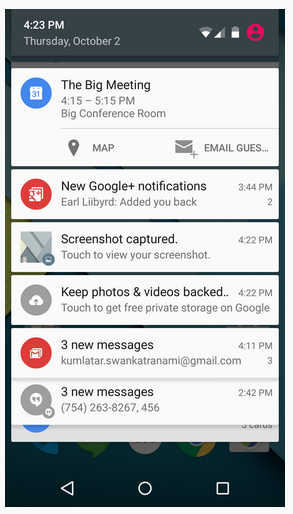 4:23 PM
Thursday, October 2
31
The Big Meeting
4:15 – 5:15 PM
Big Conference Room
MAP
EMAIL GUES...
New Google+ notifications 3:44 PM
Earl Liibyrd: Added you back 2
Screenshot captured. 4:22 PM
Touch to view your screenshot.
Keep photos & videos backed.. 4:22 PM
Touch to get free private storage on Google
3 new messages 4:11 PM
kumlatar.swankatranami@gmail.com 3
3 new messages 2:42 PM
(754) 263-8267, 456
3 cards